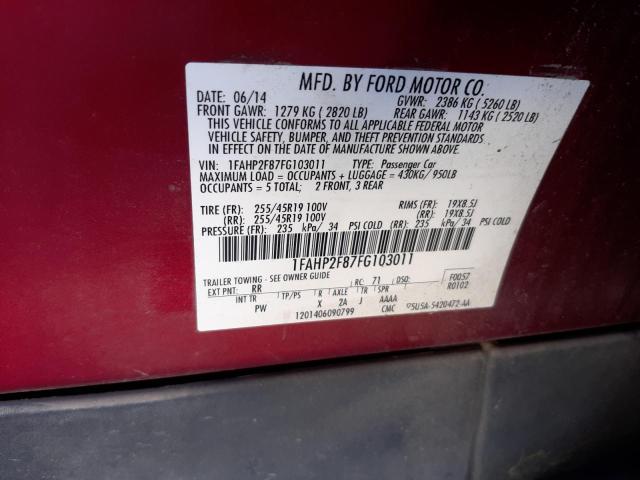 MFD. BY FORD MOTOR CO.
DATE: 06/14 GVWR: 2386 KG ( 5260 LB)
FRONT GAWR: 1279 KG ( 2820 LB) REAR GAWR: 1143 KG ( 2520 LB)
THIS VEHICLE CONFORMS TO ALL APPLICABLE FEDERAL MOTOR
VEHICLE SAFETY, BUMPER, AND THEFT PREVENTION STANDARDS
IN EFFECT ON THE DATE OF MANUFACTURE SHOWN ABOVE.
VIN: 1FAHP2F87FG103011 TYPE: Passenger Car
MAXIMUM LOAD = OCCUPANTS + LUGGAGE = 430KG/ 950LB
OCCUPANTS = 5 TOTAL; 2 FRONT, 3 REAR
TIRE (FR): 255/45R19 100V RIMS (FR): 19X8.5J
(RR): 255/45R19 100V (RR): 19X8.5J
PRESSURE (FR): 235 kPa/ 34 PSI COLD (RR): 235 kPa/ 34 PSI COLD
1FAHP2F87FG103011
TRAILER TOWING - SEE OWNER GUIDE
EXT PNT: RR RC: 71 DSO: F0057
R0102
INT TR TP/PS R AXLE TR SPR
PW X 2A J AAAA
1201406090799 CMC 5U5A-5420472-AA